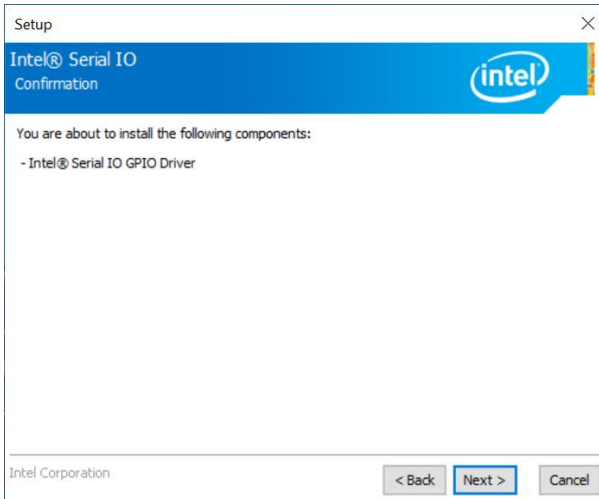 Setup
Intel® Serial IO
Confirmation
intel
You are about to install the following components:
- Intel® Serial IO GPIO Driver
Intel Corporation
< Back
Next >
Cancel